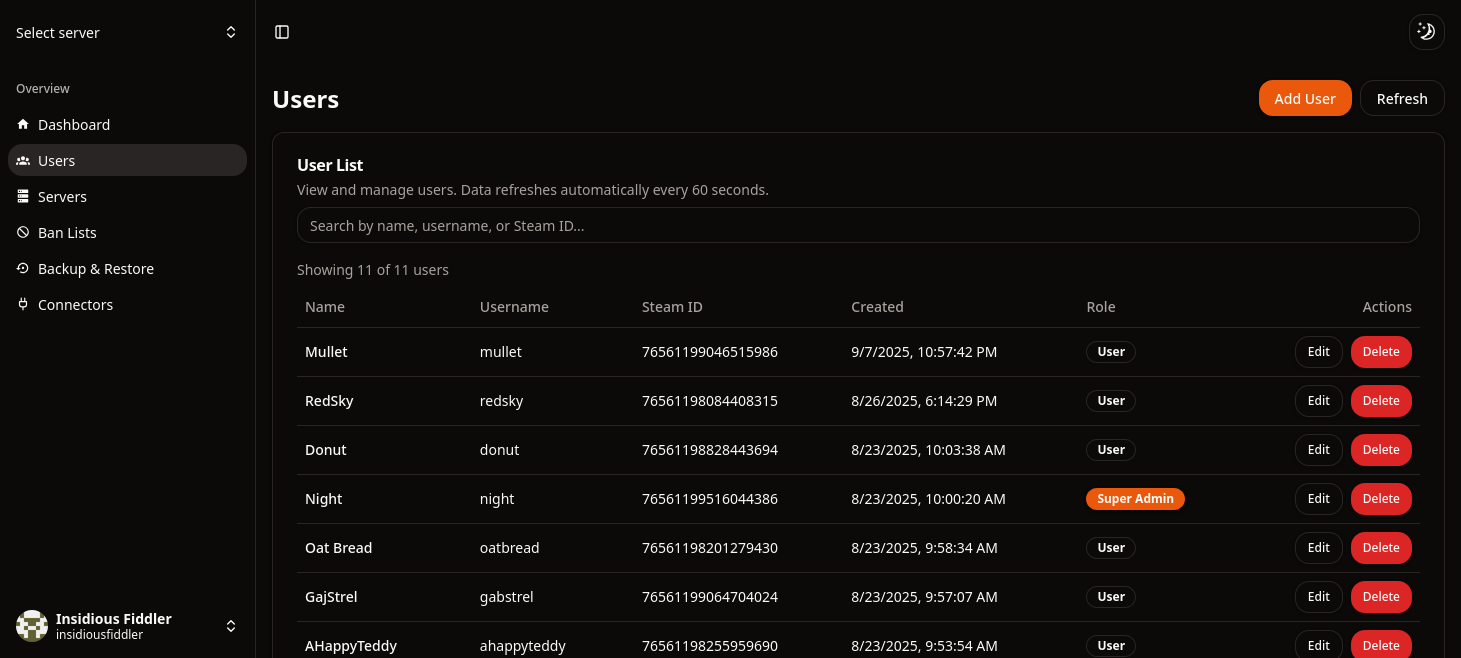 Select server
Overview
Dashboard
Users
Servers
Ban Lists
Backup & Restore
Connectors
Insidious Fiddler
insidiousfiddler
Users
Add User
Refresh
User List
View and manage users. Data refreshes automatically every 60 seconds.
Search by name, username, or Steam ID...
Showing 11 of 11 users
Name Username Steam ID Created Role Actions
Mullet mullet 76561199046515986 9/7/2025, 10:57:42 PM User Edit Delete
RedSky redsky 76561198084408315 8/26/2025, 6:14:29 PM User Edit Delete
Donut donut 76561198828443694 8/23/2025, 10:03:38 AM User Edit Delete
Night night 76561199516044386 8/23/2025, 10:00:20 AM Super Admin Edit Delete
Oat Bread oatbread 76561198201279430 8/23/2025, 9:58:34 AM User Edit Delete
GajStrel gabstrel 76561199064704024 8/23/2025, 9:57:07 AM User Edit Delete
AHappyTeddy ahappyteddy 76561198255959690 8/23/2025, 9:53:54 AM User Edit Delete